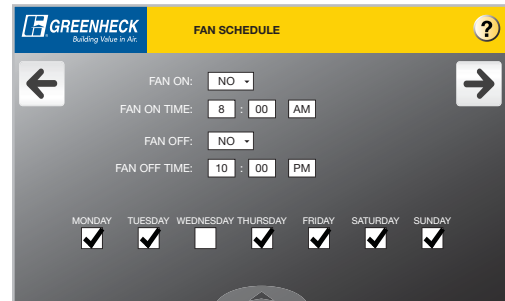 GREENHECK
Building Value in Air.
FAN SCHEDULE
?
FAN ON: NO
FAN ON TIME: 8 : 00 AM
FAN OFF: NO
FAN OFF TIME: 10 : 00 PM
MONDAY TUESDAY WEDNESDAY THURSDAY FRIDAY SATURDAY SUNDAY